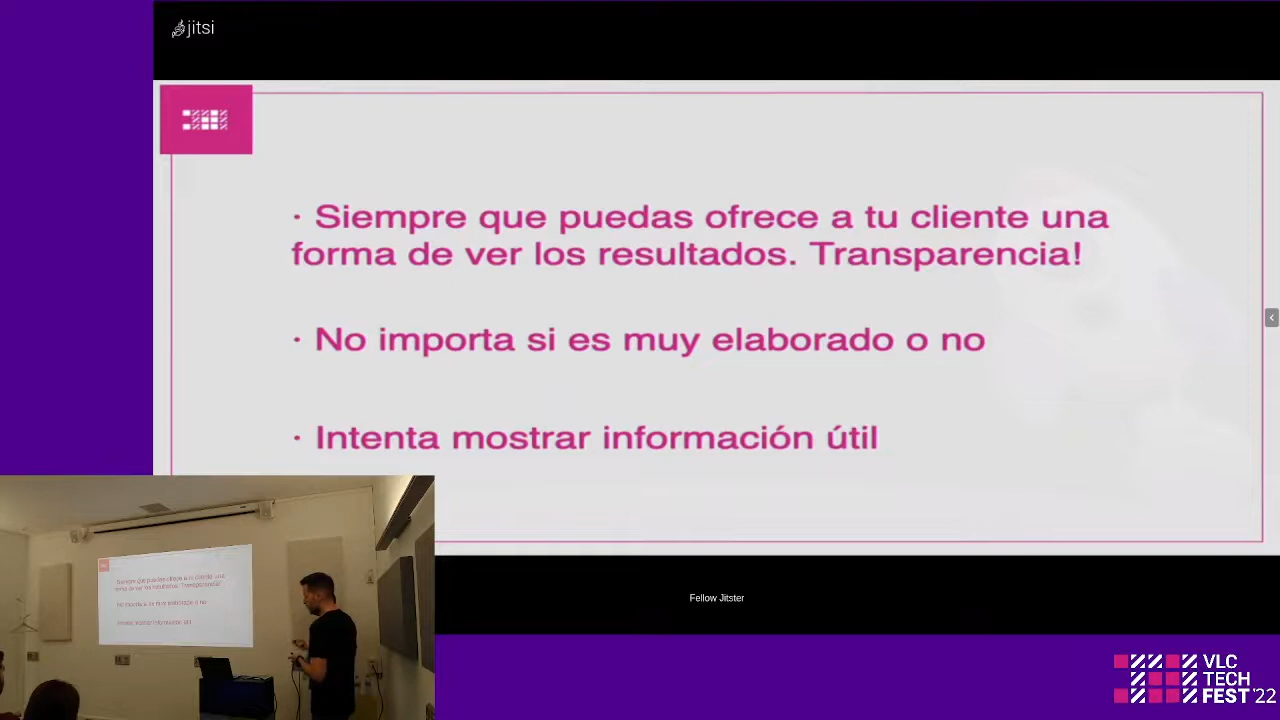 jitsi
· Siempre que puedas ofrece a tu cliente una
forma de ver los resultados. Transparencia!
· No importa si es muy elaborado o no
· Intenta mostrar información útil
Fellow Jitster
VLC
TECH
FEST'22